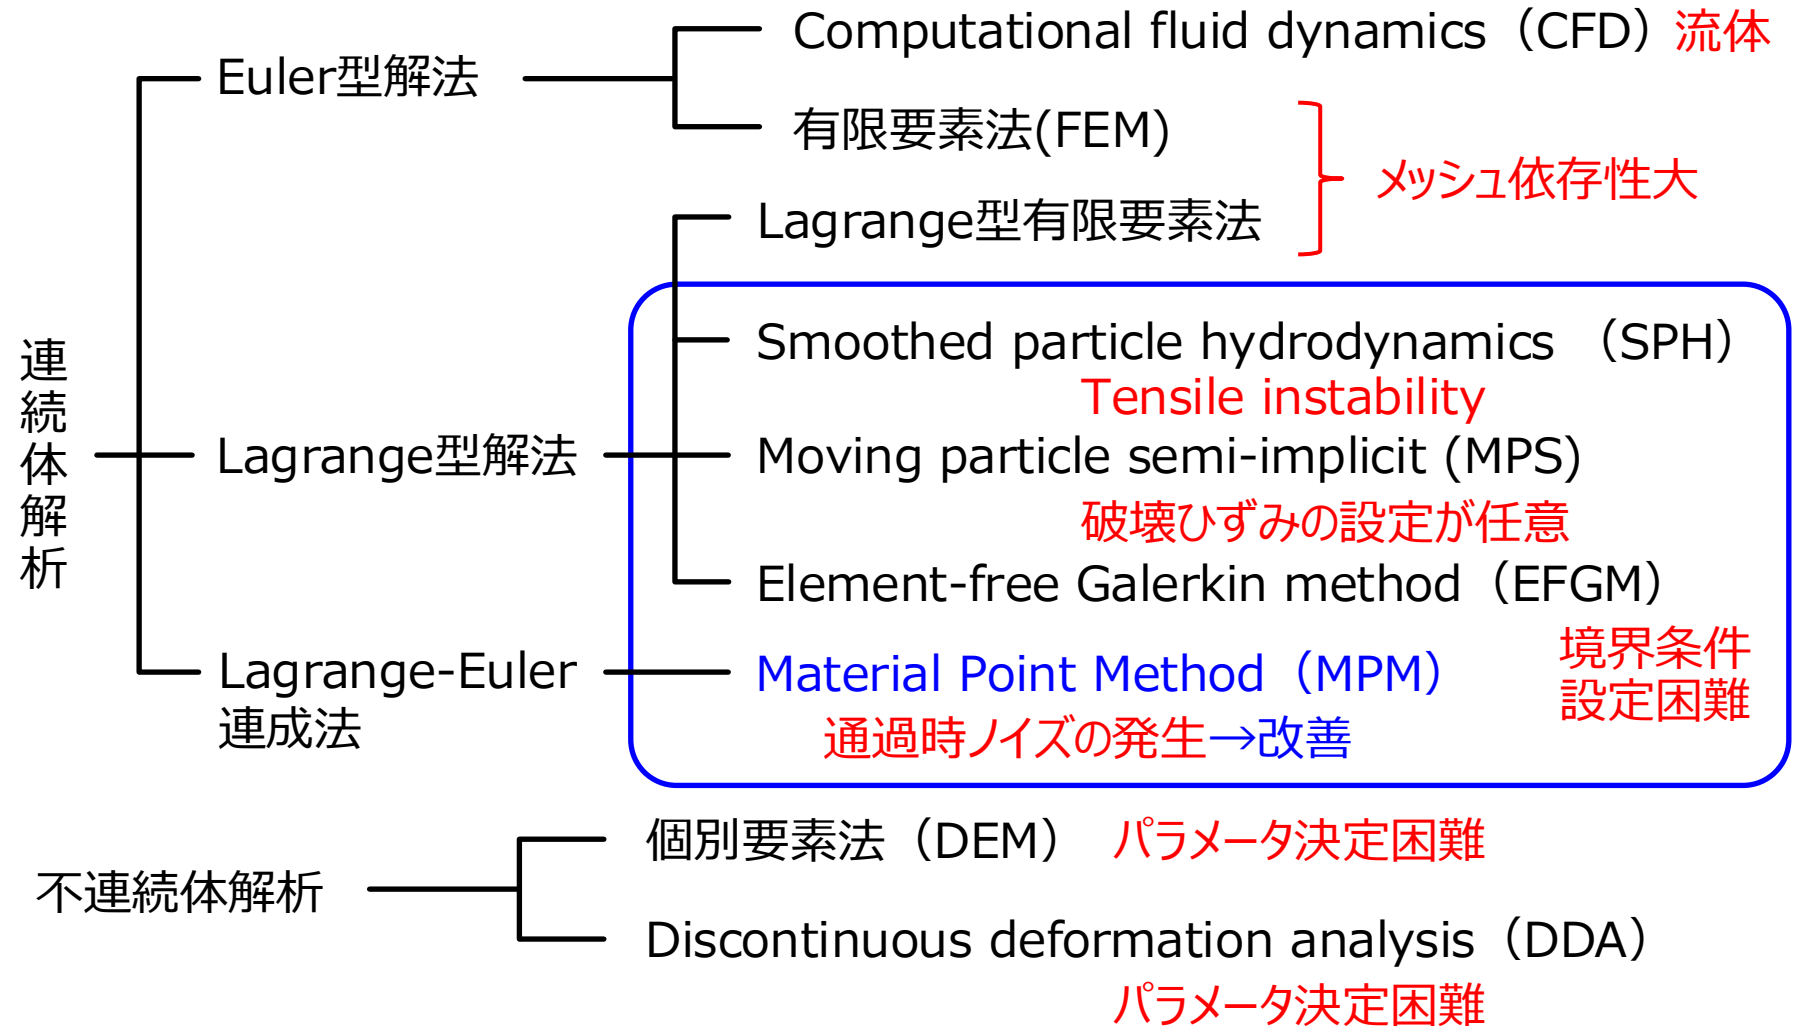 Computational fluid dynamics（CFD）流体
Euler型解法
有限要素法(FEM)
メッシュ依存性大
Lagrange型有限要素法
連続体解析
Smoothed particle hydrodynamics （SPH）
Tensile instability
Lagrange型解法
Moving particle semi-implicit (MPS)
破壊ひずみの設定が任意
Element-free Galerkin method（EFGM）
境界条件
設定困難
Lagrange-Euler
連成法
Material Point Method（MPM）
通過時ノイズの発生→改善
不連続体解析
個別要素法（DEM） パラメータ決定困難
Discontinuous deformation analysis（DDA）
パラメータ決定困難